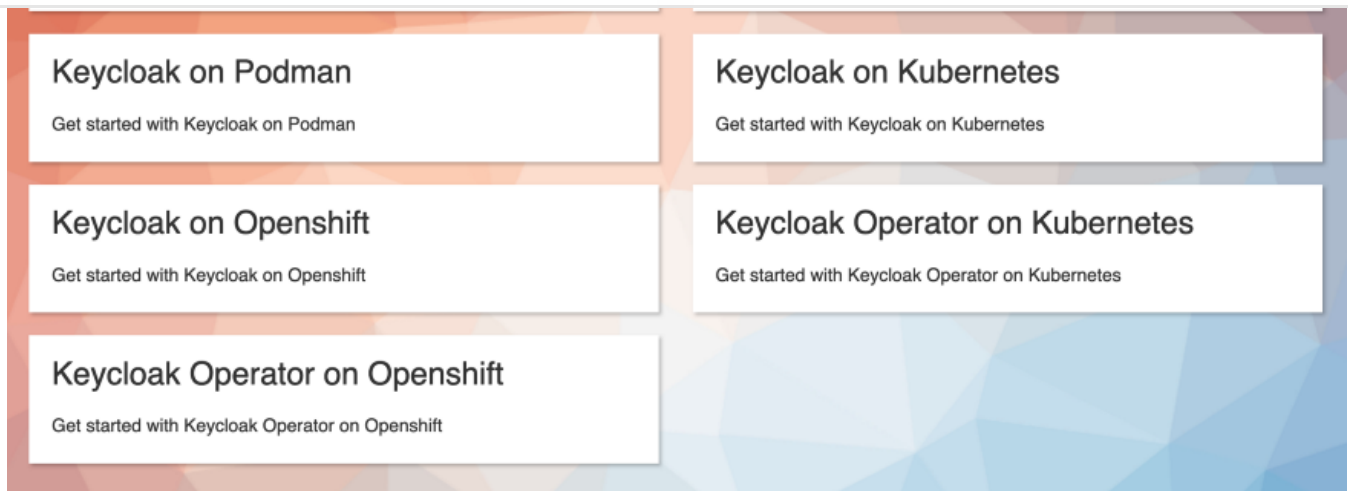 Keycloak on Podman
Get started with Keycloak on Podman
Keycloak on Kubernetes
Get started with Keycloak on Kubernetes
Keycloak on Openshift
Get started with Keycloak on Openshift
Keycloak Operator on Kubernetes
Get started with Keycloak Operator on Kubernetes
Keycloak Operator on Openshift
Get started with Keycloak Operator on Openshift